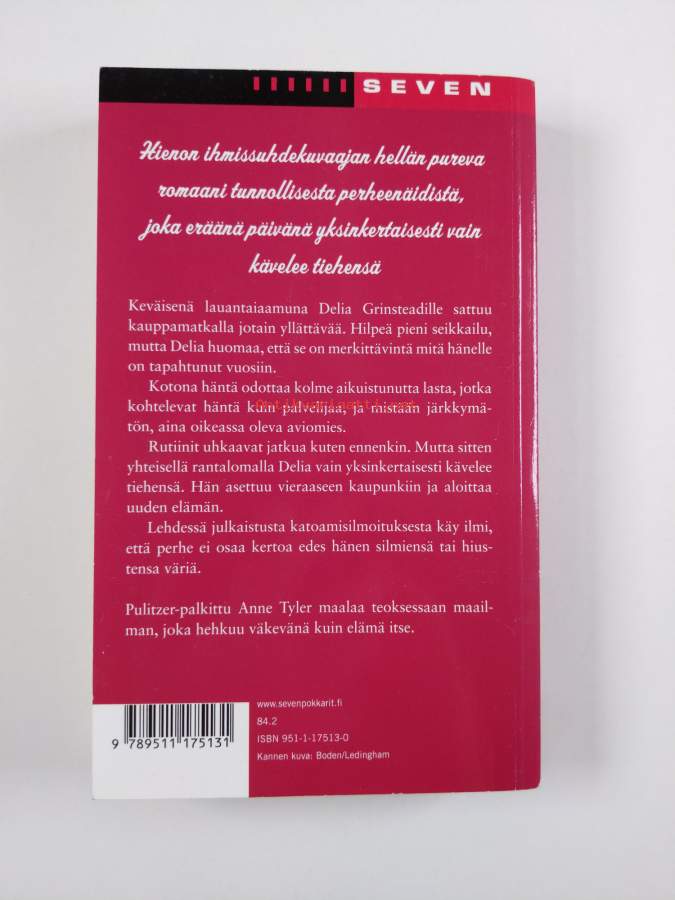 SEVEN
Hienon ihmissuhdekuvaajan hellän pureva
romaani tunnollisesta perheenäidistä,
joka eräänä päivänä yksinkertaisesti vain
kävelee tiehensä
Keväisenä lauantaiaamuna Delia Grinsteadille sattuu
kauppamatkalla jotain yllättävää. Hilpeä pieni seikkailu,
mutta Delia huomaa, että se on merkittävintä mitä hänelle
on tapahtunut vuosiin.
Kotona häntä odottaa kolme aikuistunutta lasta, jotka
kohtelevat häntä kuin palvelijaa, ja mistään järkkymä-
tön, aina oikeassa oleva aviomies.
Rutiinit uhkaavat jatkua kuten ennenkin. Mutta sitten
yhteisellä rantalomalla Delia vain yksinkertaisesti kävelee
tiehensä. Hän asettuu vieraaseen kaupunkiin ja aloittaa
uuden elämän.
Lehdessä julkaistusta katoamisilmoituksesta käy ilmi,
että perhe ei osaa kertoa edes hänen silmiensä tai hius-
tensa väriä.
Pulitzer-palkittu Anne Tyler maalaa teoksessaan maail-
man, joka hehkuu väkevänä kuin elämä itse.
www.sevenpokkarit.fi
84.2
ISBN 951-1-17513-0
Kannen kuva: Boden/Ledingham
9 789511 175131